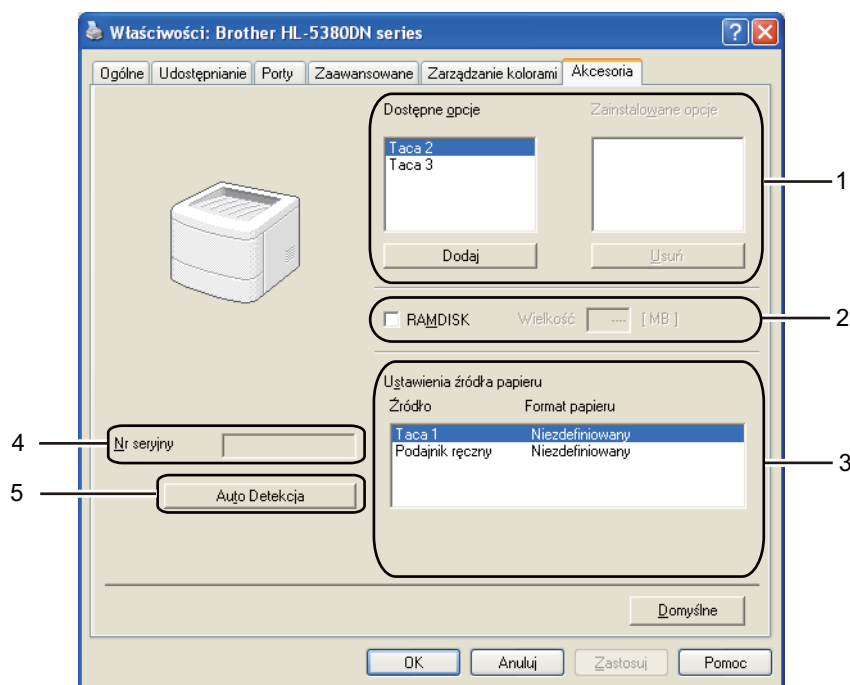 Właściwości: Brother HL-5380DN series
Ogólne Udostępnianie Porty Zaawansowane Zarządzanie kolorami Akcesoria
Dostępne opcje Zainstalowane opcje
Taca 2
Taca 3
1
Dodaj Usuń
RAMDISK Wielkość ---- [ MB ]
2
Ustawienia źródła papieru
Źródło Format papieru
Taca 1 Niezdefiniowany
Podajnik ręczny Niezdefiniowany
3
4 Nr seryjny
5 Auto Detekcja
Domyślne
OK Anuluj Zastosuj Pomoc